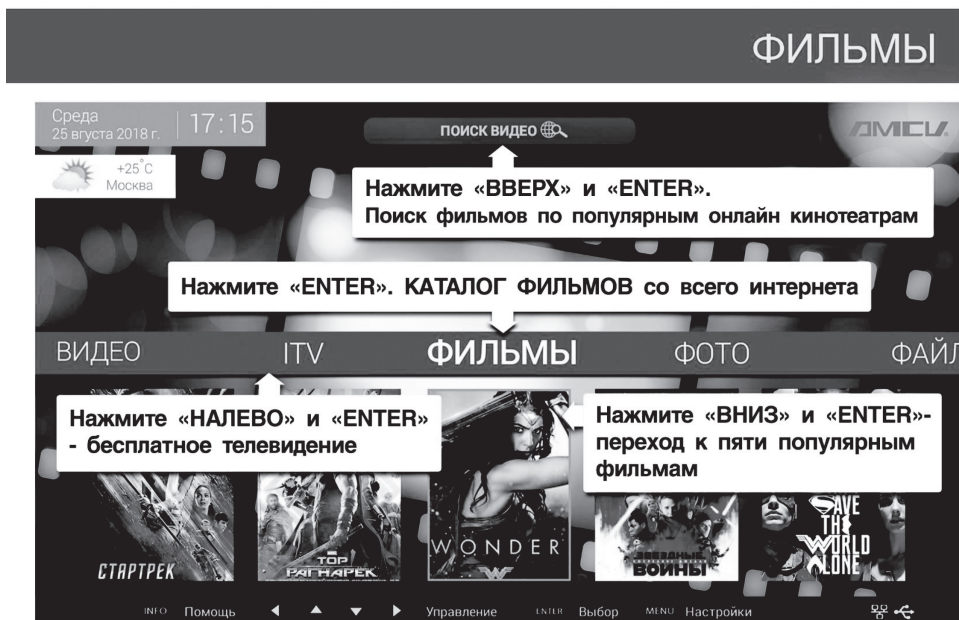 ФИЛЬМЫ
Среда
25 вгуста 2018 г.
17:15
ПОИСК ВИДЕО
+25°C
Москва
Нажмите «ВВЕРХ» и «ENTER».
Поиск фильмов по популярным онлайн кинотеатрам
Нажмите «ENTER». КАТАЛОГ ФИЛЬМОВ со всего интернета
ВИДЕО ITV ФИЛЬМЫ ФОТО ФАЙЛ
Нажмите «НАЛЕВО» и «ENTER»
- бесплатное телевидение
Нажмите «ВНИЗ» и «ENTER»-
переход к пяти популярным
фильмам
СТАРТРЕК
ТОР
РАГНАРЕК
WONDER
ЗВЕЗДНЫЕ
ВОЙНЫ
SAVE
THE
WORLD
ALONE
INFO Помощь Управление ENTER Выбор MENU Настройки